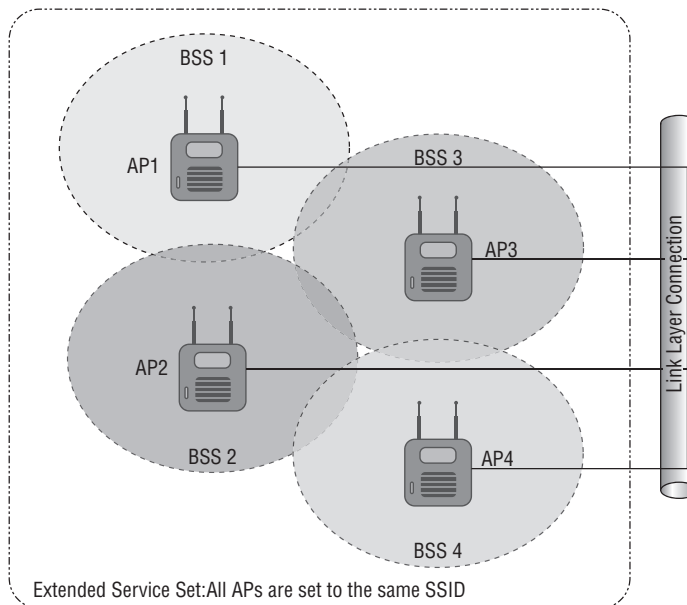 BSS 1
AP1
BSS 3
AP3
AP2
BSS 2
AP4
BSS 4
Link Layer Connection
Extended Service Set:All APs are set to the same SSID